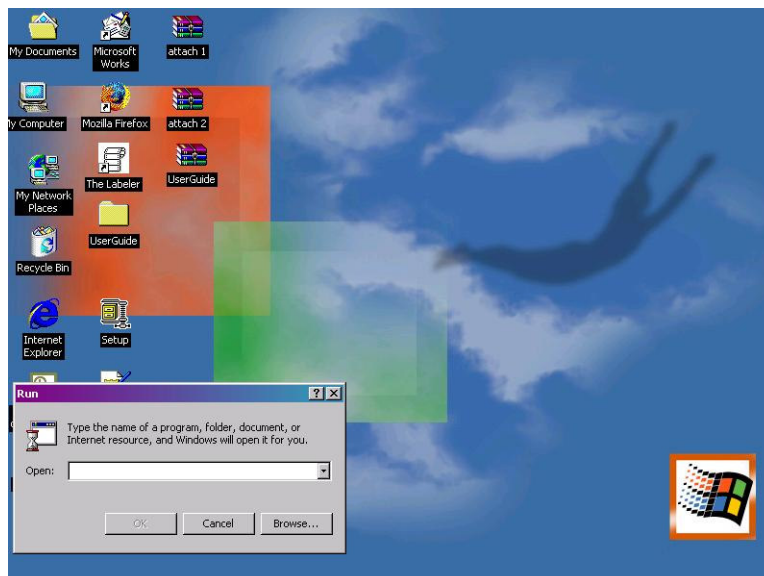 My Documents
Microsoft
Works
attach 1
y Computer
Mozilla Firefox
attach 2
My Network
Places
The Labeler
UserGuide
UserGuide
Recycle Bin
Internet
Explorer
Setup
Run
Type the name of a program, folder, document, or
Internet resource, and Windows will open it for you.
Open:
OK
Cancel
Browse...